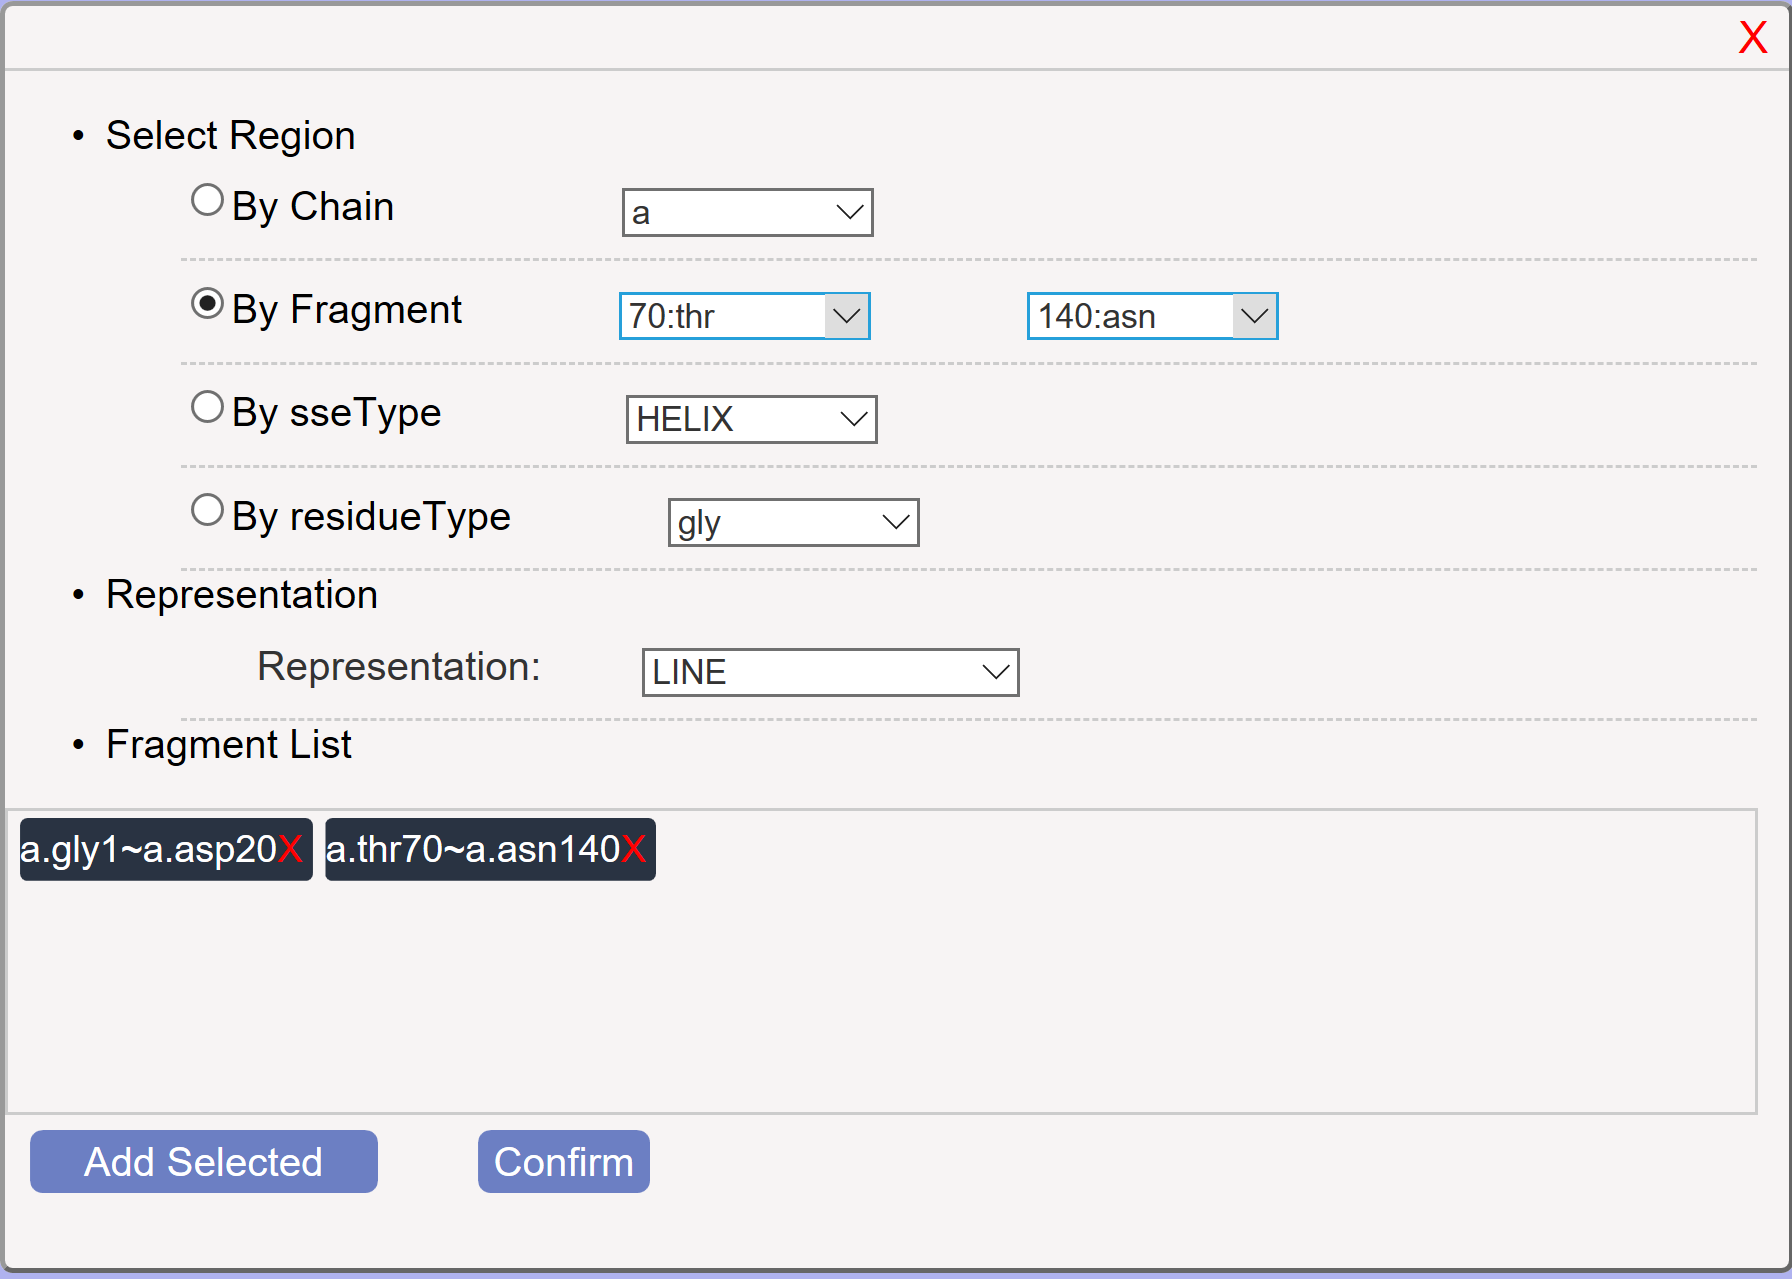 X
• Select Region
By Chain a
By Fragment 70:thr 140:asn
By sseType HELIX
By residueType gly
• Representation
Representation: LINE
• Fragment List
a.gly1~a.asp20X a.thr70~a.asn140X
Add Selected Confirm